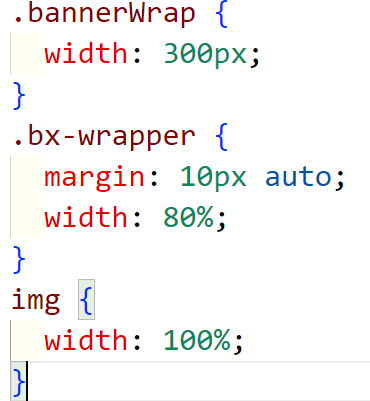 .bannerWrap {
  width: 300px;
}
.bx-wrapper {
  margin: 10px auto;
  width: 80%;
}
img {
  width: 100%;
}